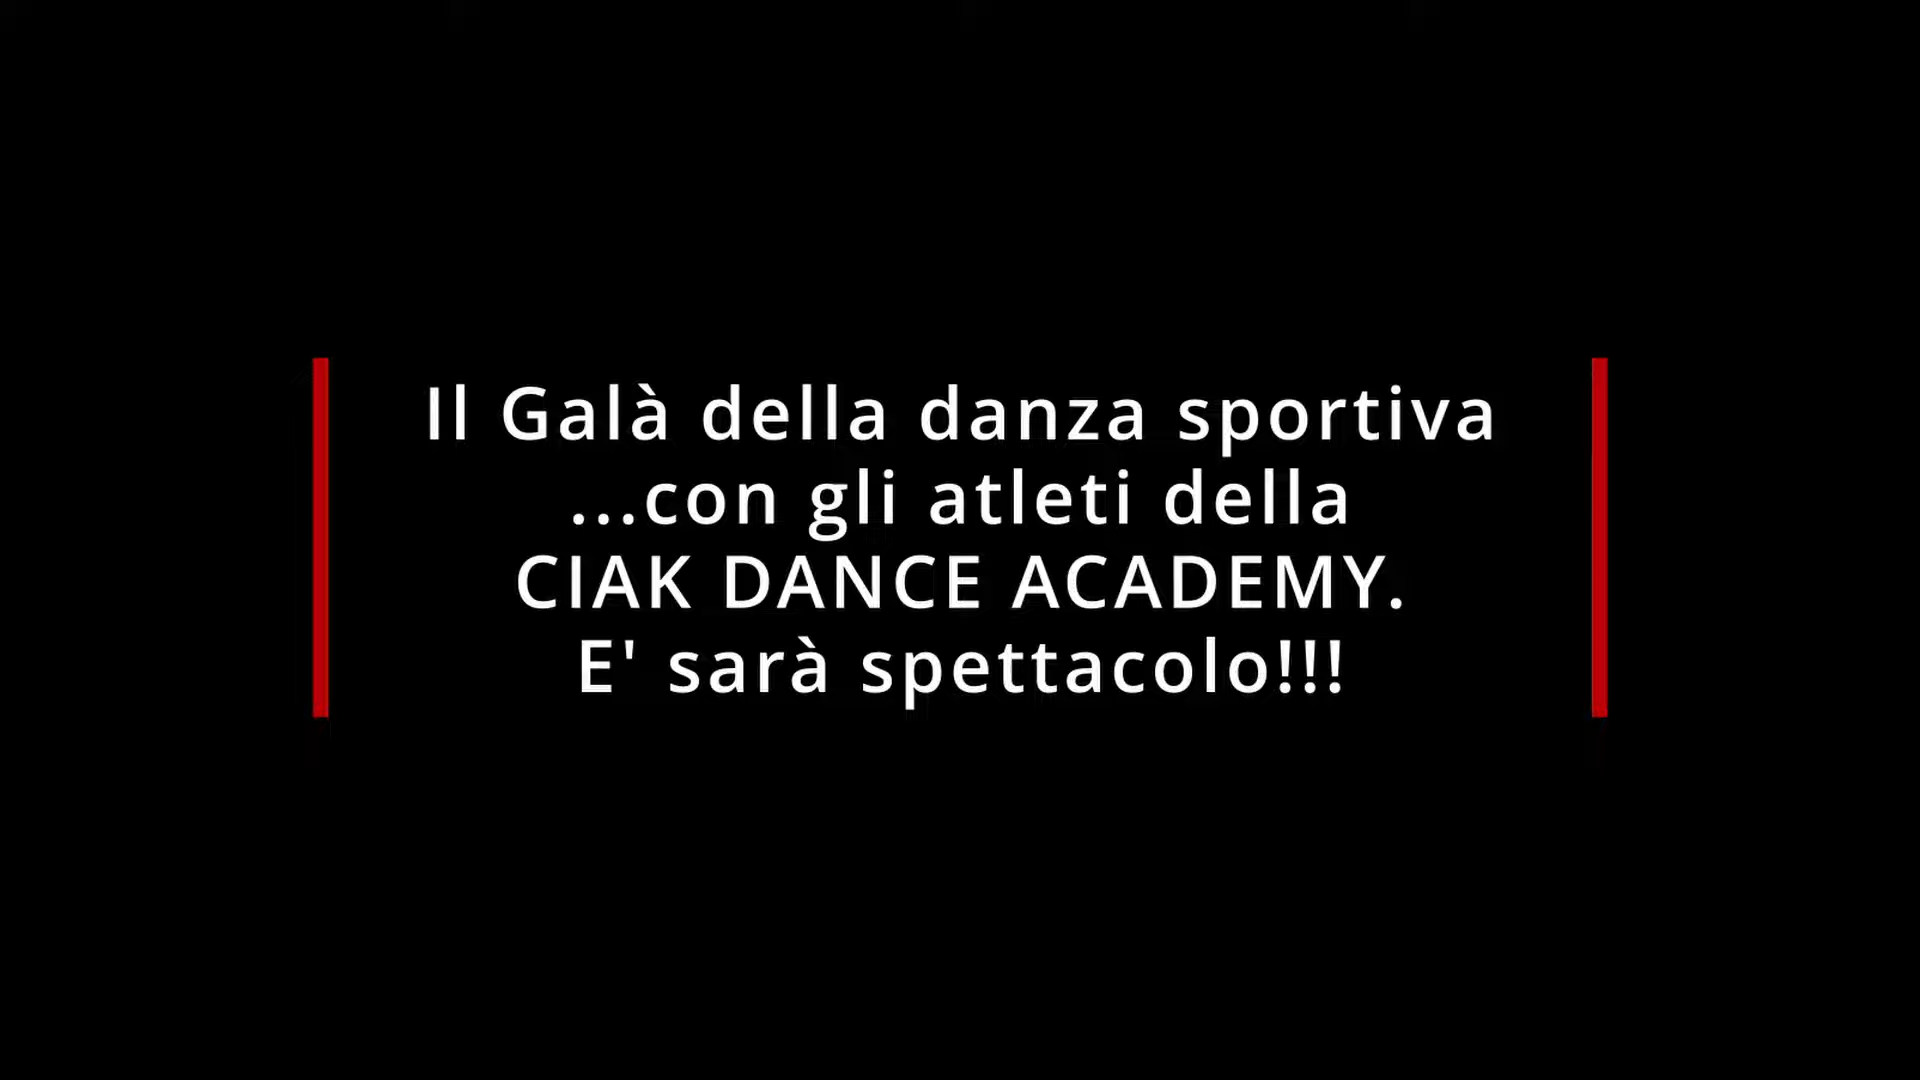 Il Galà della danza sportiva
...con gli atleti della
CIAK DANCE ACADEMY.
E' sarà spettacolo!!!